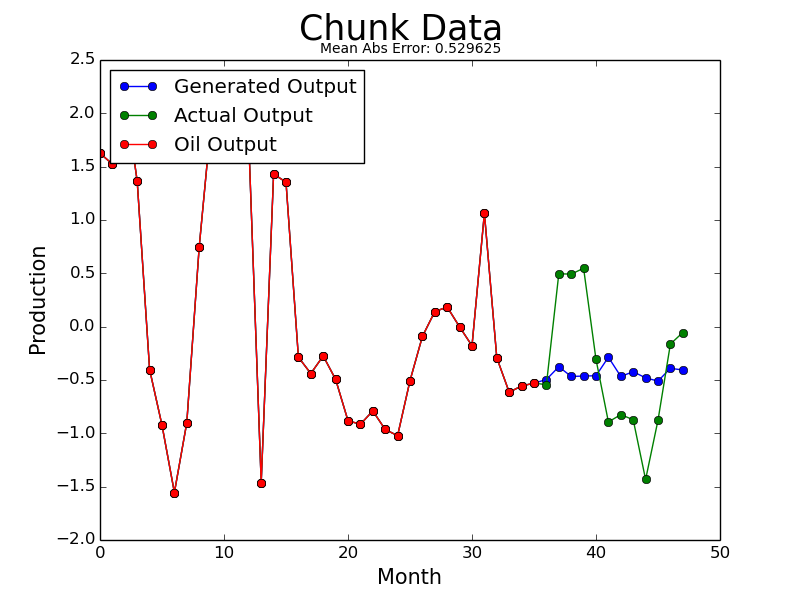 Chunk Data
Mean Abs Error: 0.529625
Generated Output
Actual Output
Oil Output
2.5
2.0
1.5
1.0
0.5
0.0
−0.5
−1.0
−1.5
−2.0
Production
0 10 20 30 40 50
Month